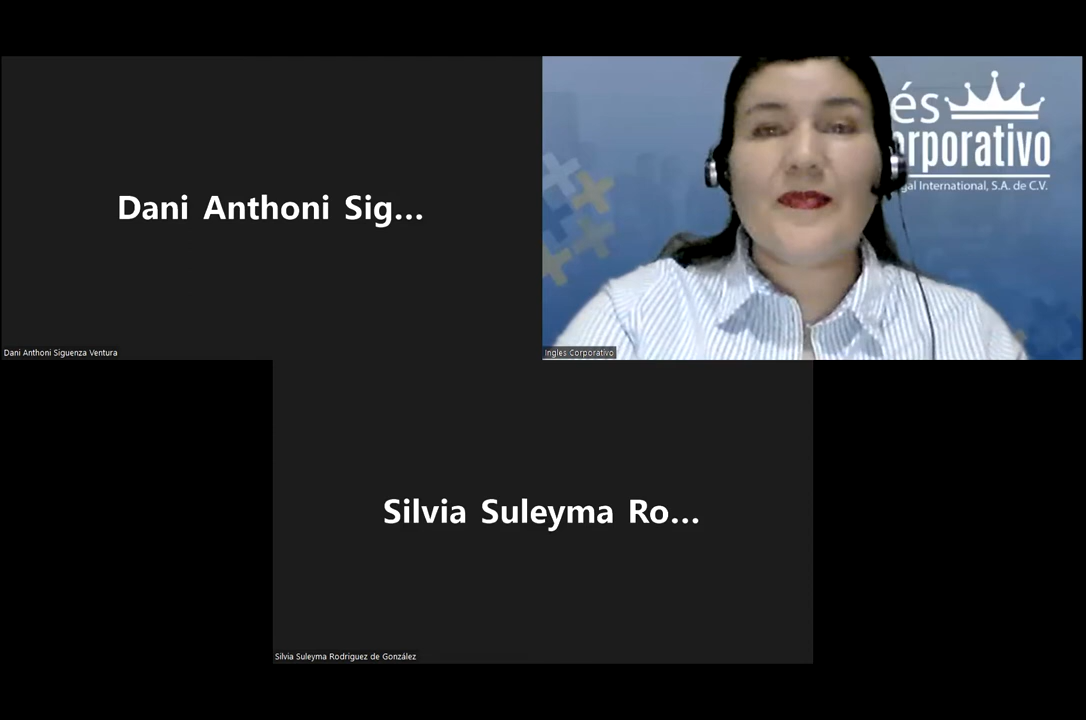 Dani Anthoni Sig...
és
orporativo
gal International, S.A. de C.V.
Dani Anthoni Siguenza Ventura
Ingles Corporativo
Silvia Suleyma Ro...
Silvia Suleyma Rodriguez de González